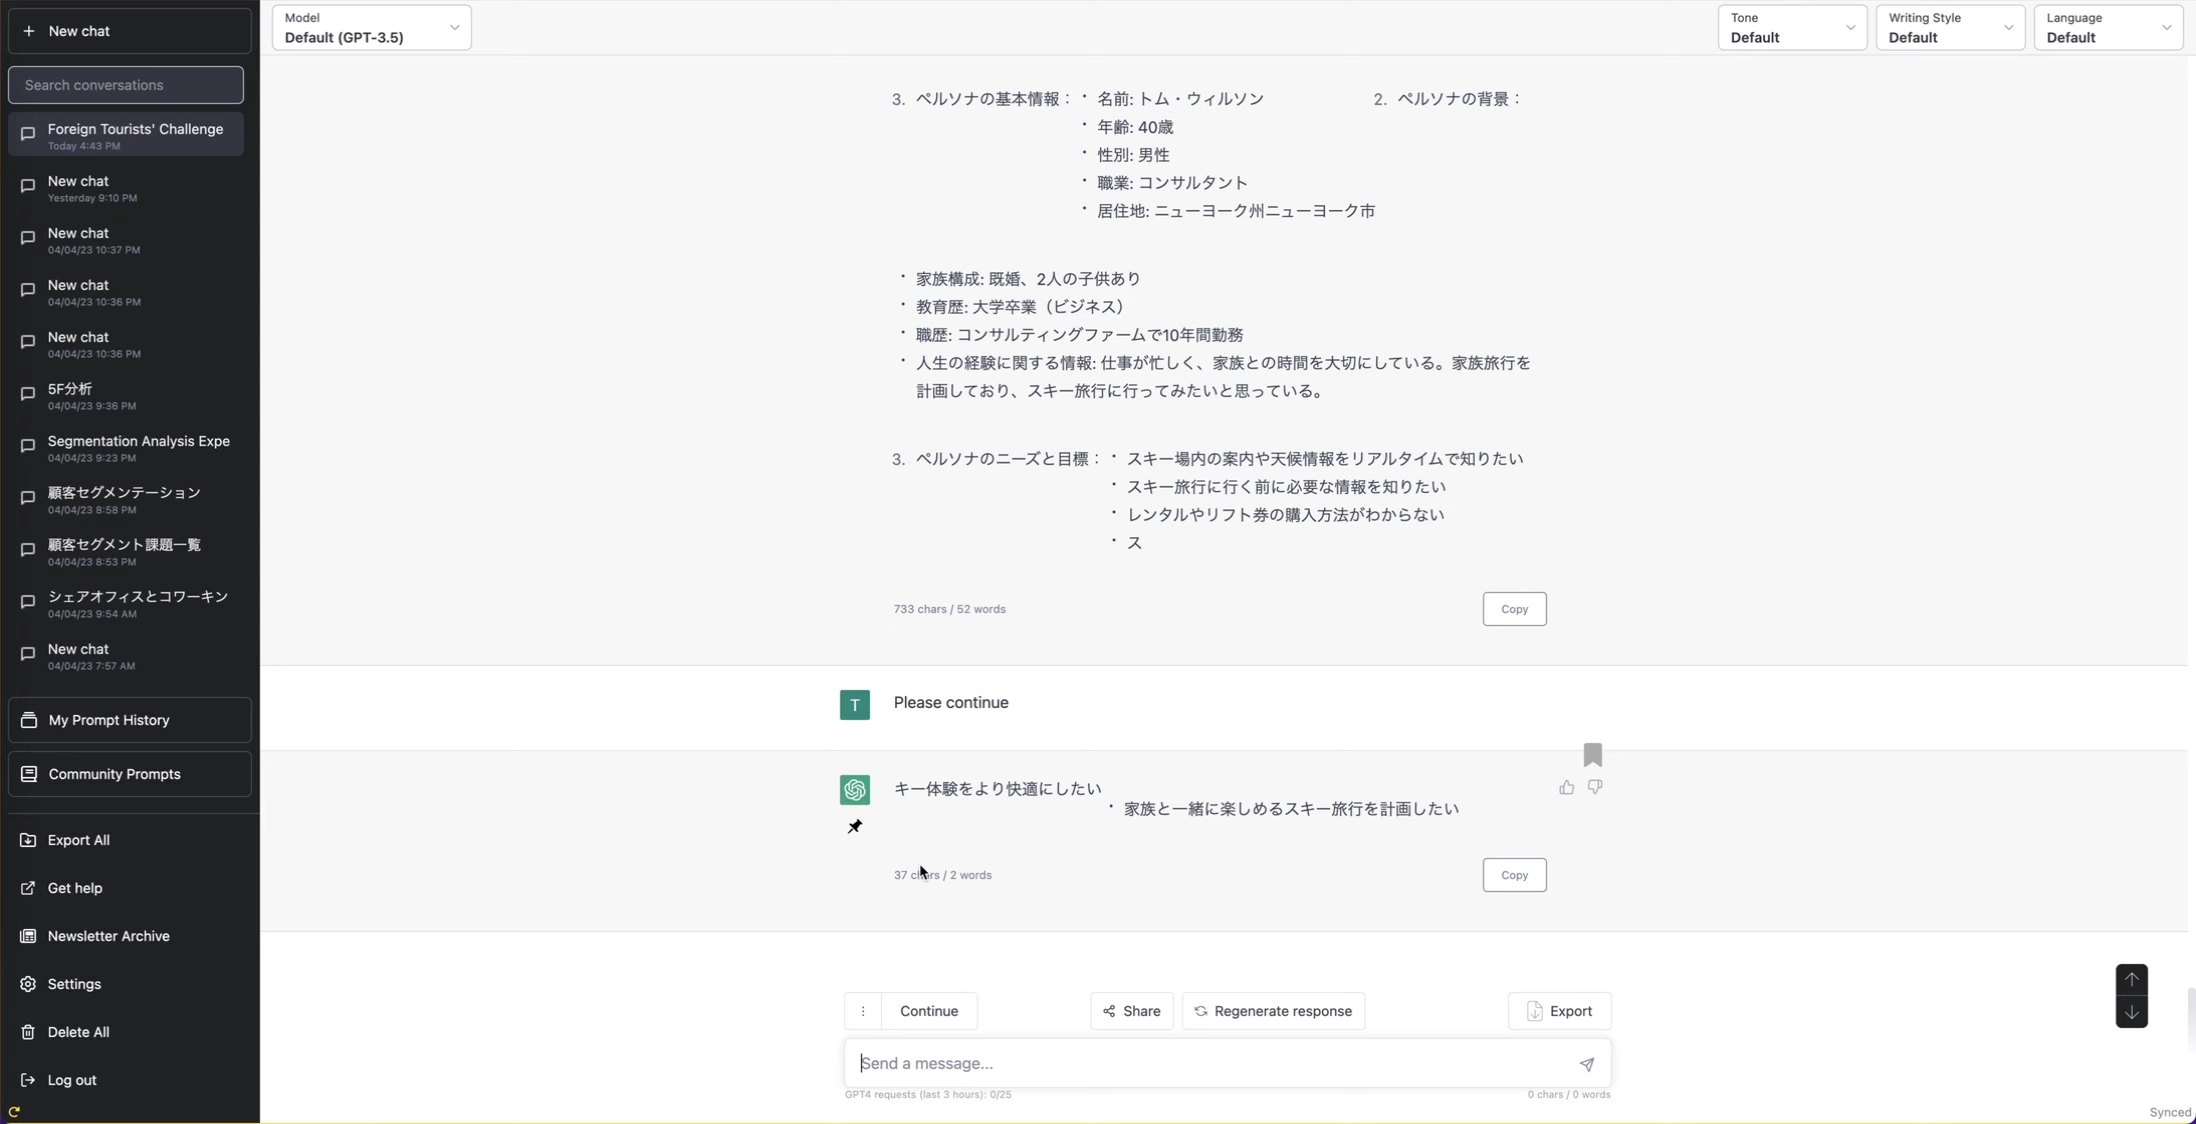 New chat
Search conversations
Foreign Tourists' Challenge
Today 4:43 PM
New chat
Yesterday 9:10 PM
New chat
04/04/23 10:37 PM
New chat
04/04/23 10:36 PM
New chat
04/04/23 10:36 PM
5F分析
04/04/23 9:36 PM
Segmentation Analysis Expe
04/04/23 9:23 PM
顧客セグメンテーション
04/04/23 8:58 PM
顧客セグメント課題一覧
04/04/23 8:53 PM
シェアオフィスとコワーキン
04/04/23 9:54 AM
New chat
04/04/23 7:57 AM
My Prompt History
Community Prompts
Export All
Get help
Newsletter Archive
Settings
Delete All
Log out
Model
Default (GPT-3.5)
Tone
Default
Writing Style
Default
Language
Default
3. ペルソナの基本情報： • 名前: トム・ウィルソン 2. ペルソナの背景：
• 年齢: 40歳
• 性別: 男性
• 職業: コンサルタント
• 居住地: ニューヨーク州ニューヨーク市
• 家族構成: 既婚、2人の子供あり
• 教育歴: 大学卒業（ビジネス）
• 職歴: コンサルティングファームで10年間勤務
• 人生の経験に関する情報: 仕事が忙しく、家族との時間を大切にしている。家族旅行を
計画しており、スキー旅行に行ってみたいと思っている。
3. ペルソナのニーズと目標： • スキー場内の案内や天候情報をリアルタイムで知りたい
• スキー旅行に行く前に必要な情報を知りたい
• レンタルやリフト券の購入方法がわからない
• ス
733 chars / 52 words
Copy
T
Please continue
キー体験をより快適にしたい
• 家族と一緒に楽しめるスキー旅行を計画したい
37 chars / 2 words
Copy
Continue
Share
Regenerate response
Export
Send a message...
GPT4 requests (last 3 hours): 0/25
0 chars / 0 words
Synced